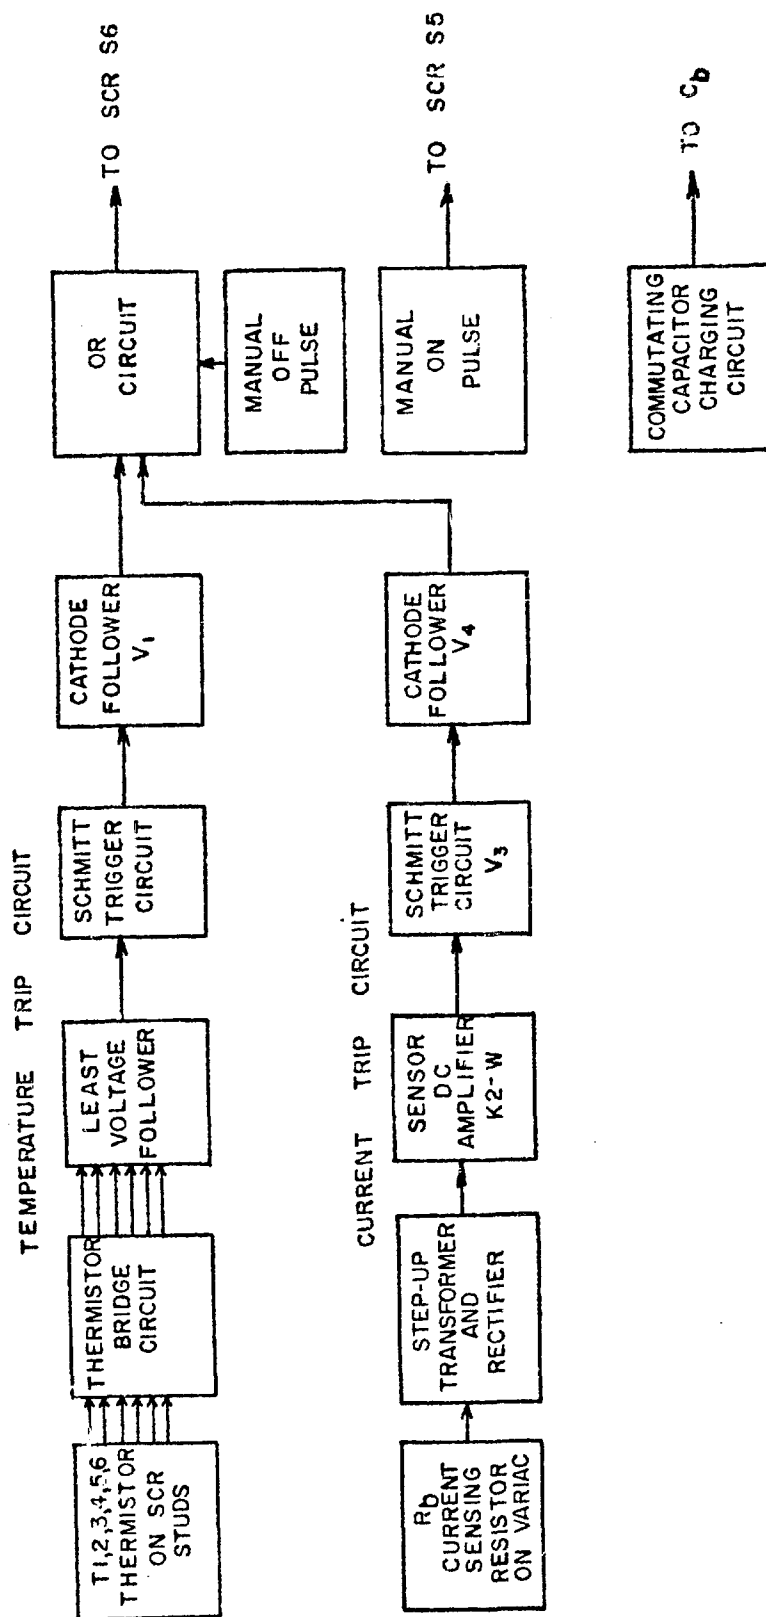 TEMPERATURE TRIP CIRCUIT
T1,2,3,4,5,6
THERMISTOR
ON SCR
STUDS
THERMISTOR
BRIDGE
CIRCUIT
LEAST
VOLTAGE
FOLLOWER
SCHMITT
TRIGGER
CIRCUIT
CATHODE
FOLLOWER
V1
OR
CIRCUIT
TO SCR S6
MANUAL
OFF
PULSE
CURRENT TRIP CIRCUIT
Rb
CURRENT
SENSING
RESISTOR
ON VARIAC
STEP-UP
TRANSFORMER
AND
RECTIFIER
SENSOR
DC
AMPLIFIER
K2-W
SCHMITT
TRIGGER
CIRCUIT
V3
CATHODE
FOLLOWER
V4
MANUAL
ON
PULSE
TO SCR S5
COMMUTATING
CAPACITOR
CHARGING
CIRCUIT
TO Cb